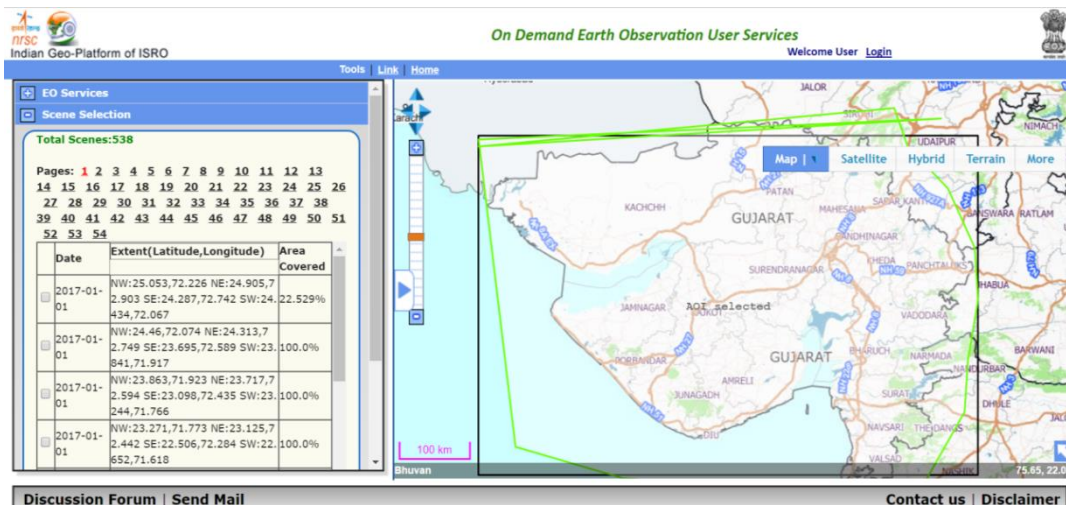 nrsc
Indian Geo-Platform of ISRO
On Demand Earth Observation User Services
Welcome User Login
Tools | Link | Home
EO Services
Scene Selection
Total Scenes:538
Pages: 1 2 3 4 5 6 7 8 9 10 11 12 13
14 15 16 17 18 19 20 21 22 23 24 25 26
27 28 29 30 31 32 33 34 35 36 37 38
39 40 41 42 43 44 45 46 47 48 49 50 51
52 53 54
Date Extent(Latitude,Longitude) Area Covered
2017-01-01 NW:25.053,72.226 NE:24.905,7
2.903 SE:24.287,72.742 SW:24. 22.529%
434,72.067
2017-01-01 NW:24.46,72.074 NE:24.313,7
2.749 SE:23.695,72.589 SW:23. 100.0%
841,71.917
2017-01-01 NW:23.863,71.923 NE:23.717,7
2.594 SE:23.098,72.435 SW:23. 100.0%
244,71.766
2017-01-01 NW:23.271,71.773 NE:23.125,7
2.442 SE:22.506,72.284 SW:22. 100.0%
652,71.618
JALOR
NIMACH
UDAIPUR
Map | Satellite Hybrid Terrain More
PATAN
KACHCHH
MAHESANA
GUJARAT
BANSWARA RATLAM
GANDHINAGAR
KHEDA
PANCHTALUKS
SURENDRANAGAR
JHABUA
JAMNAGAR
AOI selected
RAJKOT
VADODARA
PORBANDAR
GUJARAT
BHARUCH
NARMADA
BARWANI
NANDURBAR
AMRELI
JUNAGADH
SURAT
DHULE
NAVSARI THE DANGS
DIU
VALSAD
NASHIK
100 km
Bhuvan
75.65, 22.0
Discussion Forum | Send Mail
Contact us | Disclaimer